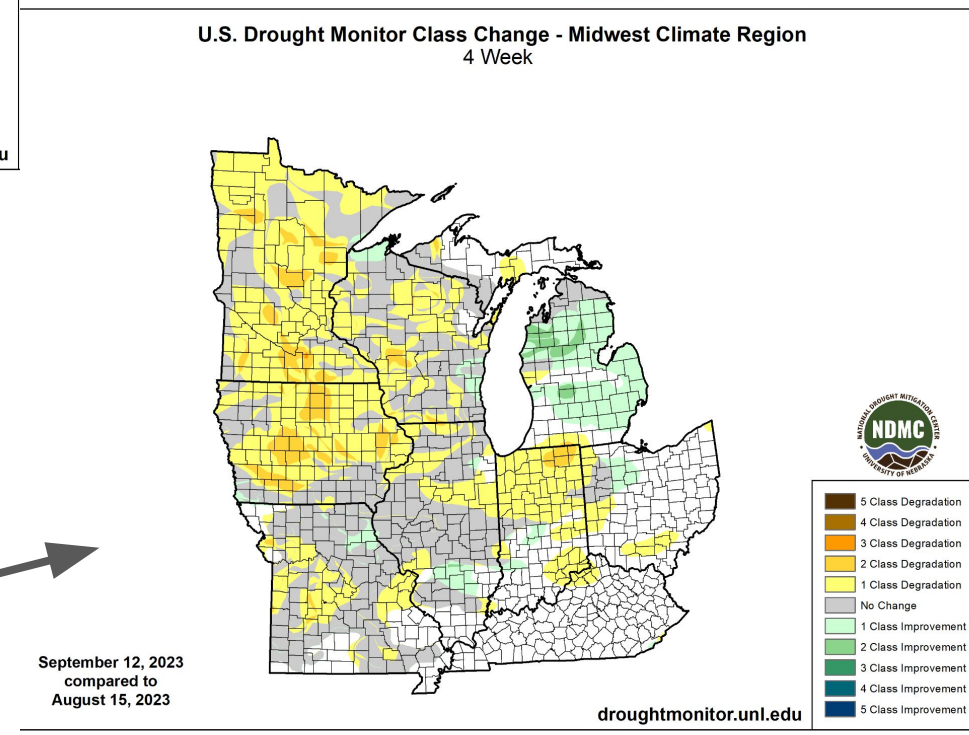 U.S. Drought Monitor Class Change - Midwest Climate Region
4 Week
u
NATIONAL DROUGHT MITIGATION CENTER
NDMC
UNIVERSITY OF NEBRASKA
5 Class Degradation
4 Class Degradation
3 Class Degradation
2 Class Degradation
1 Class Degradation
No Change
1 Class Improvement
2 Class Improvement
3 Class Improvement
4 Class Improvement
5 Class Improvement
September 12, 2023
compared to
August 15, 2023
droughtmonitor.unl.edu